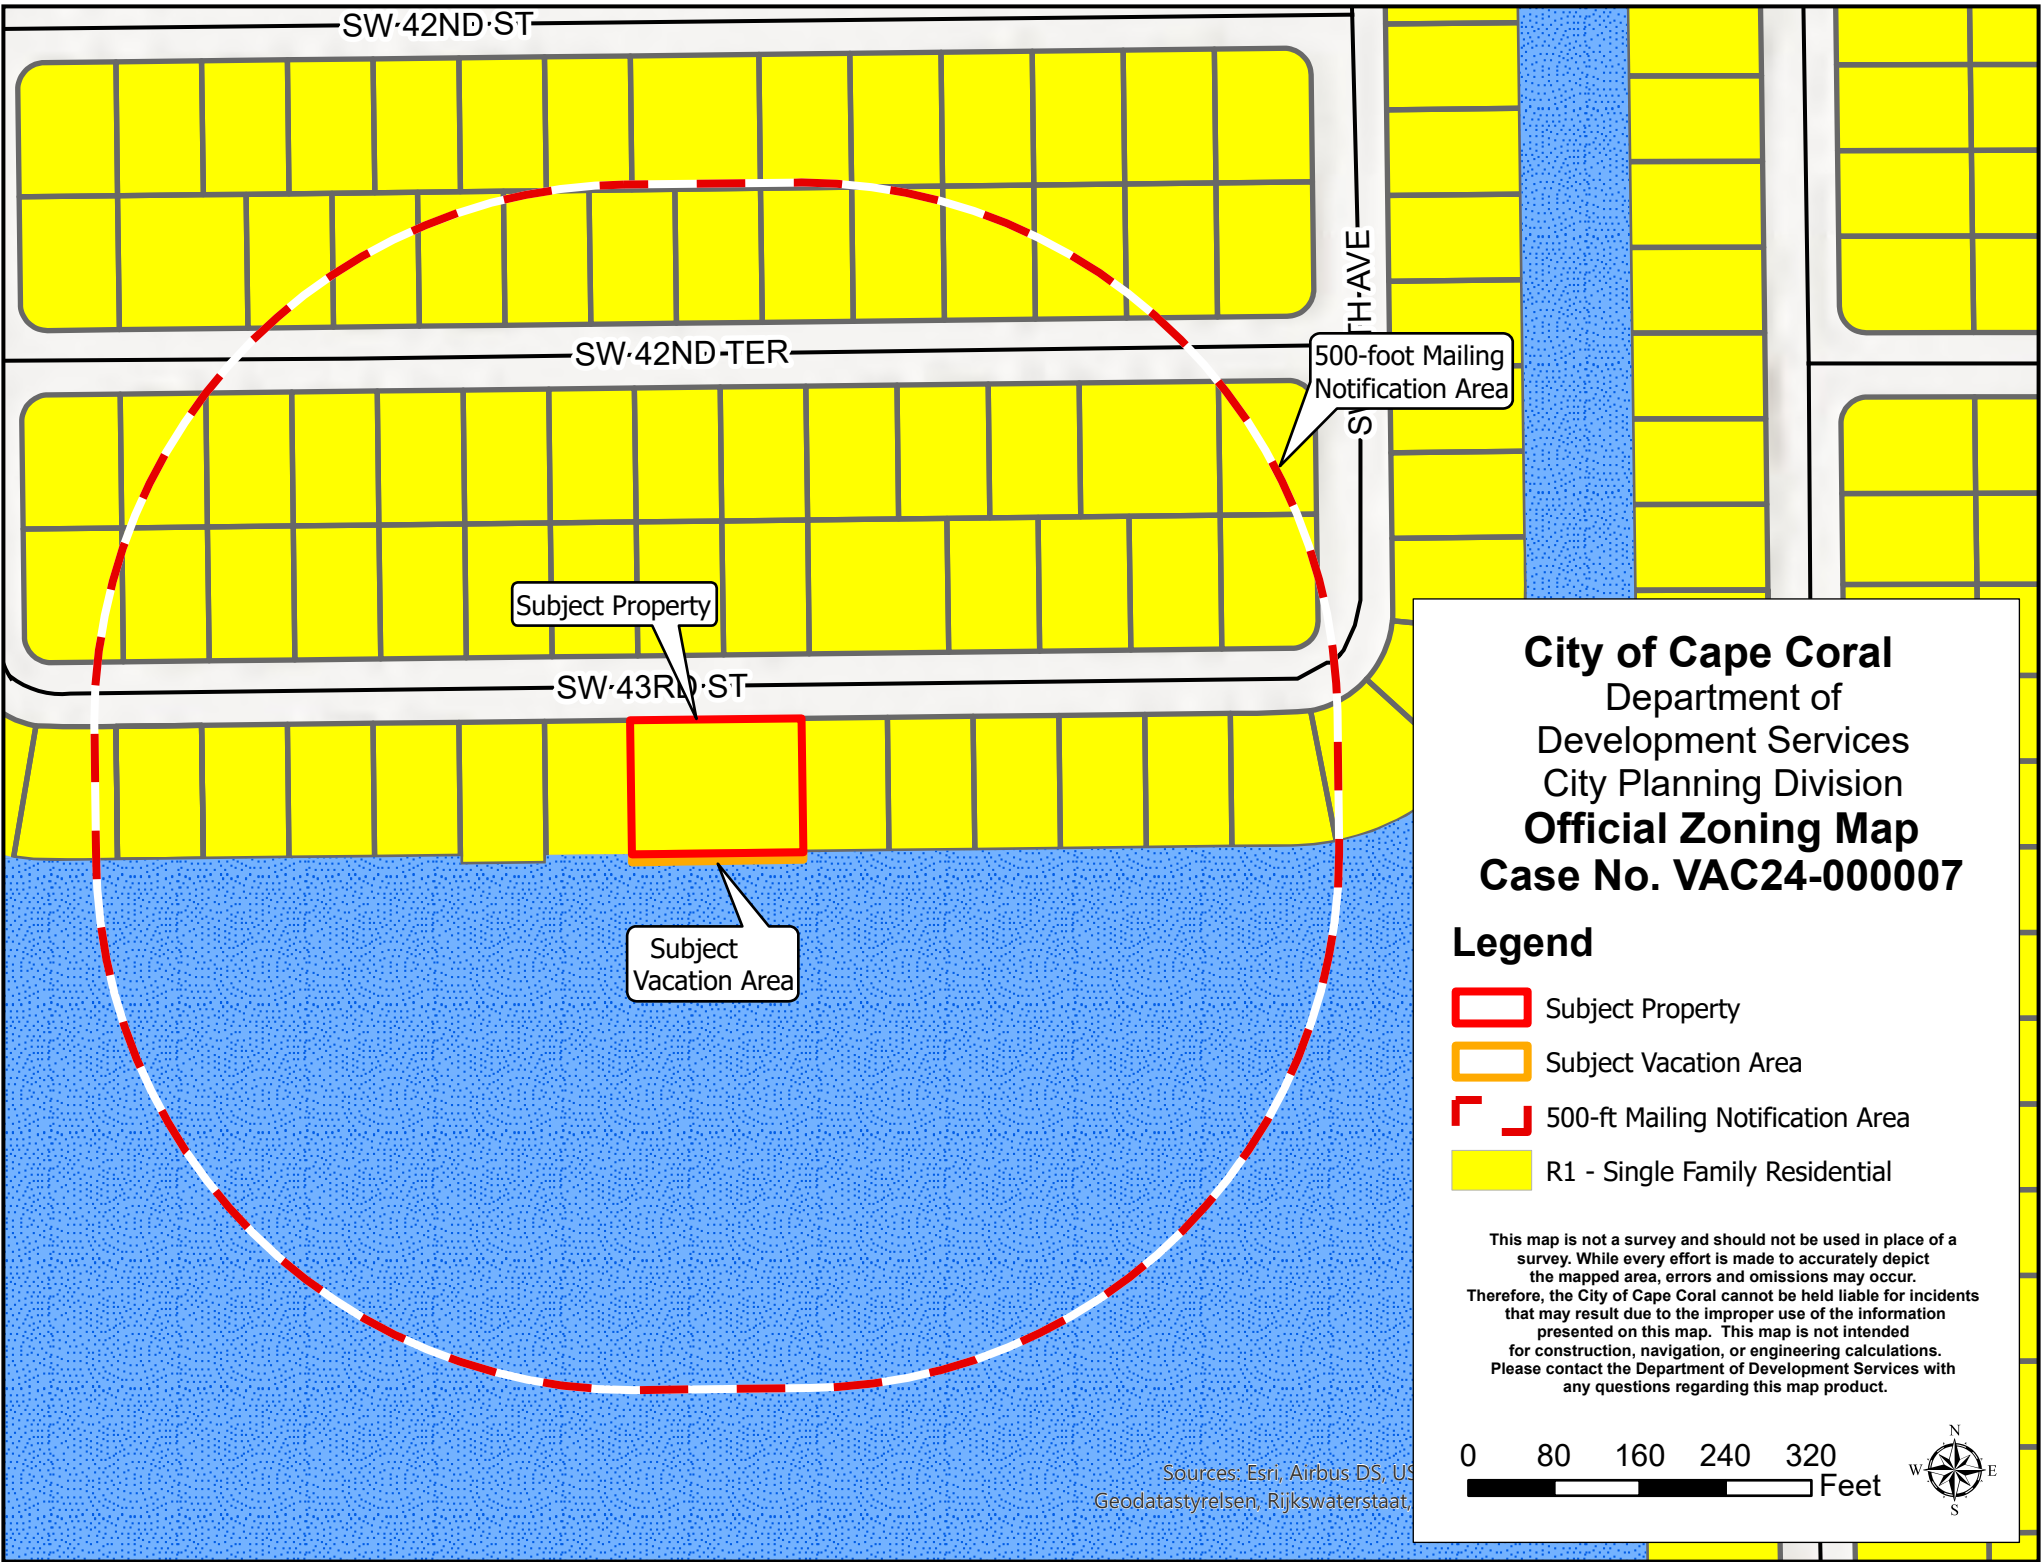 SW 42ND ST
SW 42ND TER
TH AVE
500-foot Mailing
Notification Area
Subject Property
SW 43RD ST
Subject
Vacation Area
City of Cape Coral
Department of
Development Services
City Planning Division
Official Zoning Map
Case No. VAC24-000007
Legend
Subject Property
Subject Vacation Area
500-ft Mailing Notification Area
R1 - Single Family Residential
This map is not a survey and should not be used in place of a
survey. While every effort is made to accurately depict
the mapped area, errors and omissions may occur.
Therefore, the City of Cape Coral cannot be held liable for incidents
that may result due to the improper use of the information
presented on this map. This map is not intended
for construction, navigation, or engineering calculations.
Please contact the Department of Development Services with
any questions regarding this map product.
0 80 160 240 320
Feet
N
W E
S
Sources: Esri, Airbus DS,
Geodatastyrelsen, Rijkswaterstaat,